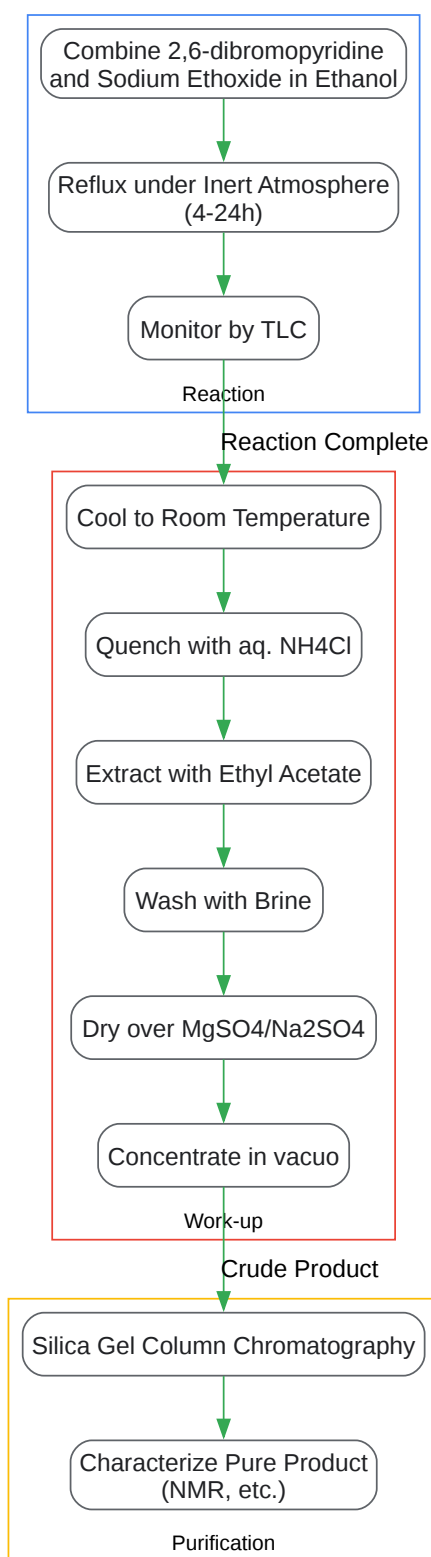 Combine 2,6-dibromopyridine
and Sodium Ethoxide in Ethanol
Reflux under Inert Atmosphere
(4-24h)
Monitor by TLC
Reaction
Reaction Complete
Cool to Room Temperature
Quench with aq. NH4Cl
Extract with Ethyl Acetate
Wash with Brine
Dry over MgSO4/Na2SO4
Concentrate in vacuo
Work-up
Crude Product
Silica Gel Column Chromatography
Characterize Pure Product
(NMR, etc.)
Purification